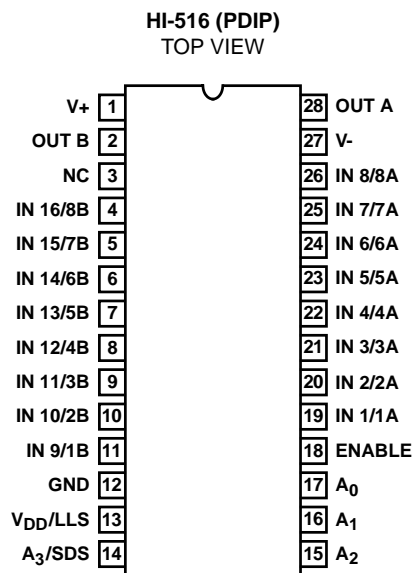 HI-516 (PDIP)
TOP VIEW
V+ 1 28 OUT A
OUT B 2 27 V-
NC 3 26 IN 8/8A
IN 16/8B 4 25 IN 7/7A
IN 15/7B 5 24 IN 6/6A
IN 14/6B 6 23 IN 5/5A
IN 13/5B 7 22 IN 4/4A
IN 12/4B 8 21 IN 3/3A
IN 11/3B 9 20 IN 2/2A
IN 10/2B 10 19 IN 1/1A
IN 9/1B 11 18 ENABLE
GND 12 17 A0
VDD/LLS 13 16 A1
A3/SDS 14 15 A2